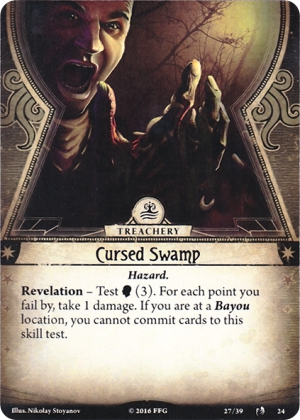 TREACHERY
Cursed Swamp
Hazard.
Revelation – Test (3). For each point you
fail by, take 1 damage. If you are at a Bayou
location, you cannot commit cards to this
skill test.
Illus. Nikolay Stoyanov © 2016 FFG 27/39 24